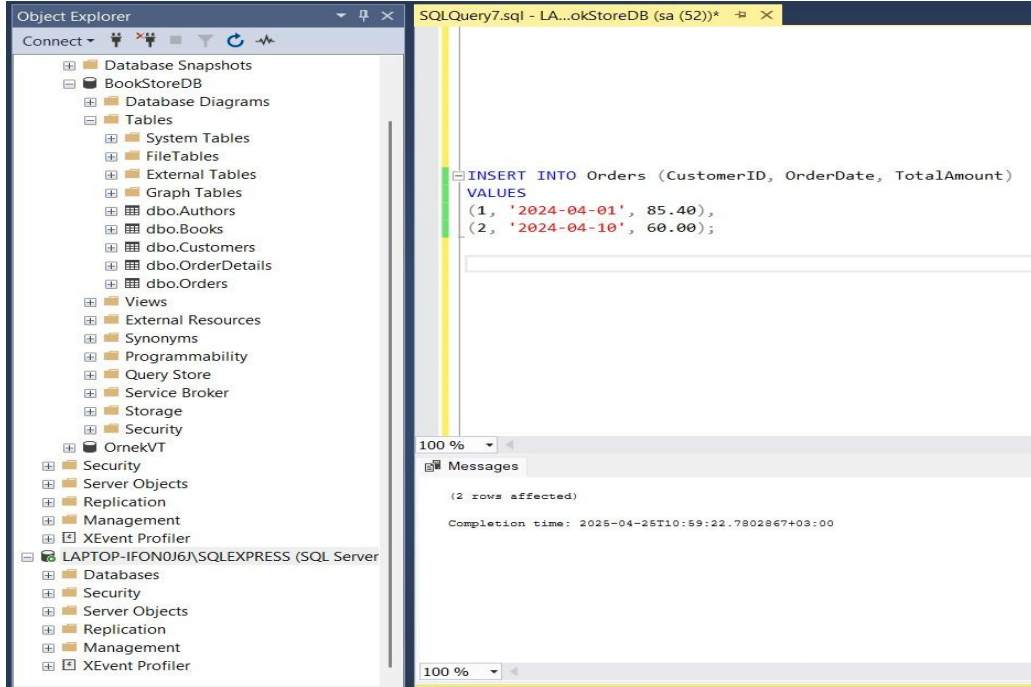 Object Explorer
Connect
Database Snapshots
BookStoreDB
Database Diagrams
Tables
System Tables
FileTables
External Tables
Graph Tables
dbo.Authors
dbo.Books
dbo.Customers
dbo.OrderDetails
dbo.Orders
Views
External Resources
Synonyms
Programmability
Query Store
Service Broker
Storage
Security
OrnekVT
Security
Server Objects
Replication
Management
XEvent Profiler
LAPTOP-IFON0J6J\SQLEXPRESS (SQL Server
Databases
Security
Server Objects
Replication
Management
XEvent Profiler
SQLQuery7.sql - LA...okStoreDB (sa (52))*
INSERT INTO Orders (CustomerID, OrderDate, TotalAmount)
VALUES
(1, '2024-04-01', 85.40),
(2, '2024-04-10', 60.00);
100 %
Messages
(2 rows affected)
Completion time: 2025-04-25T10:59:22.7802867+03:00
100 %